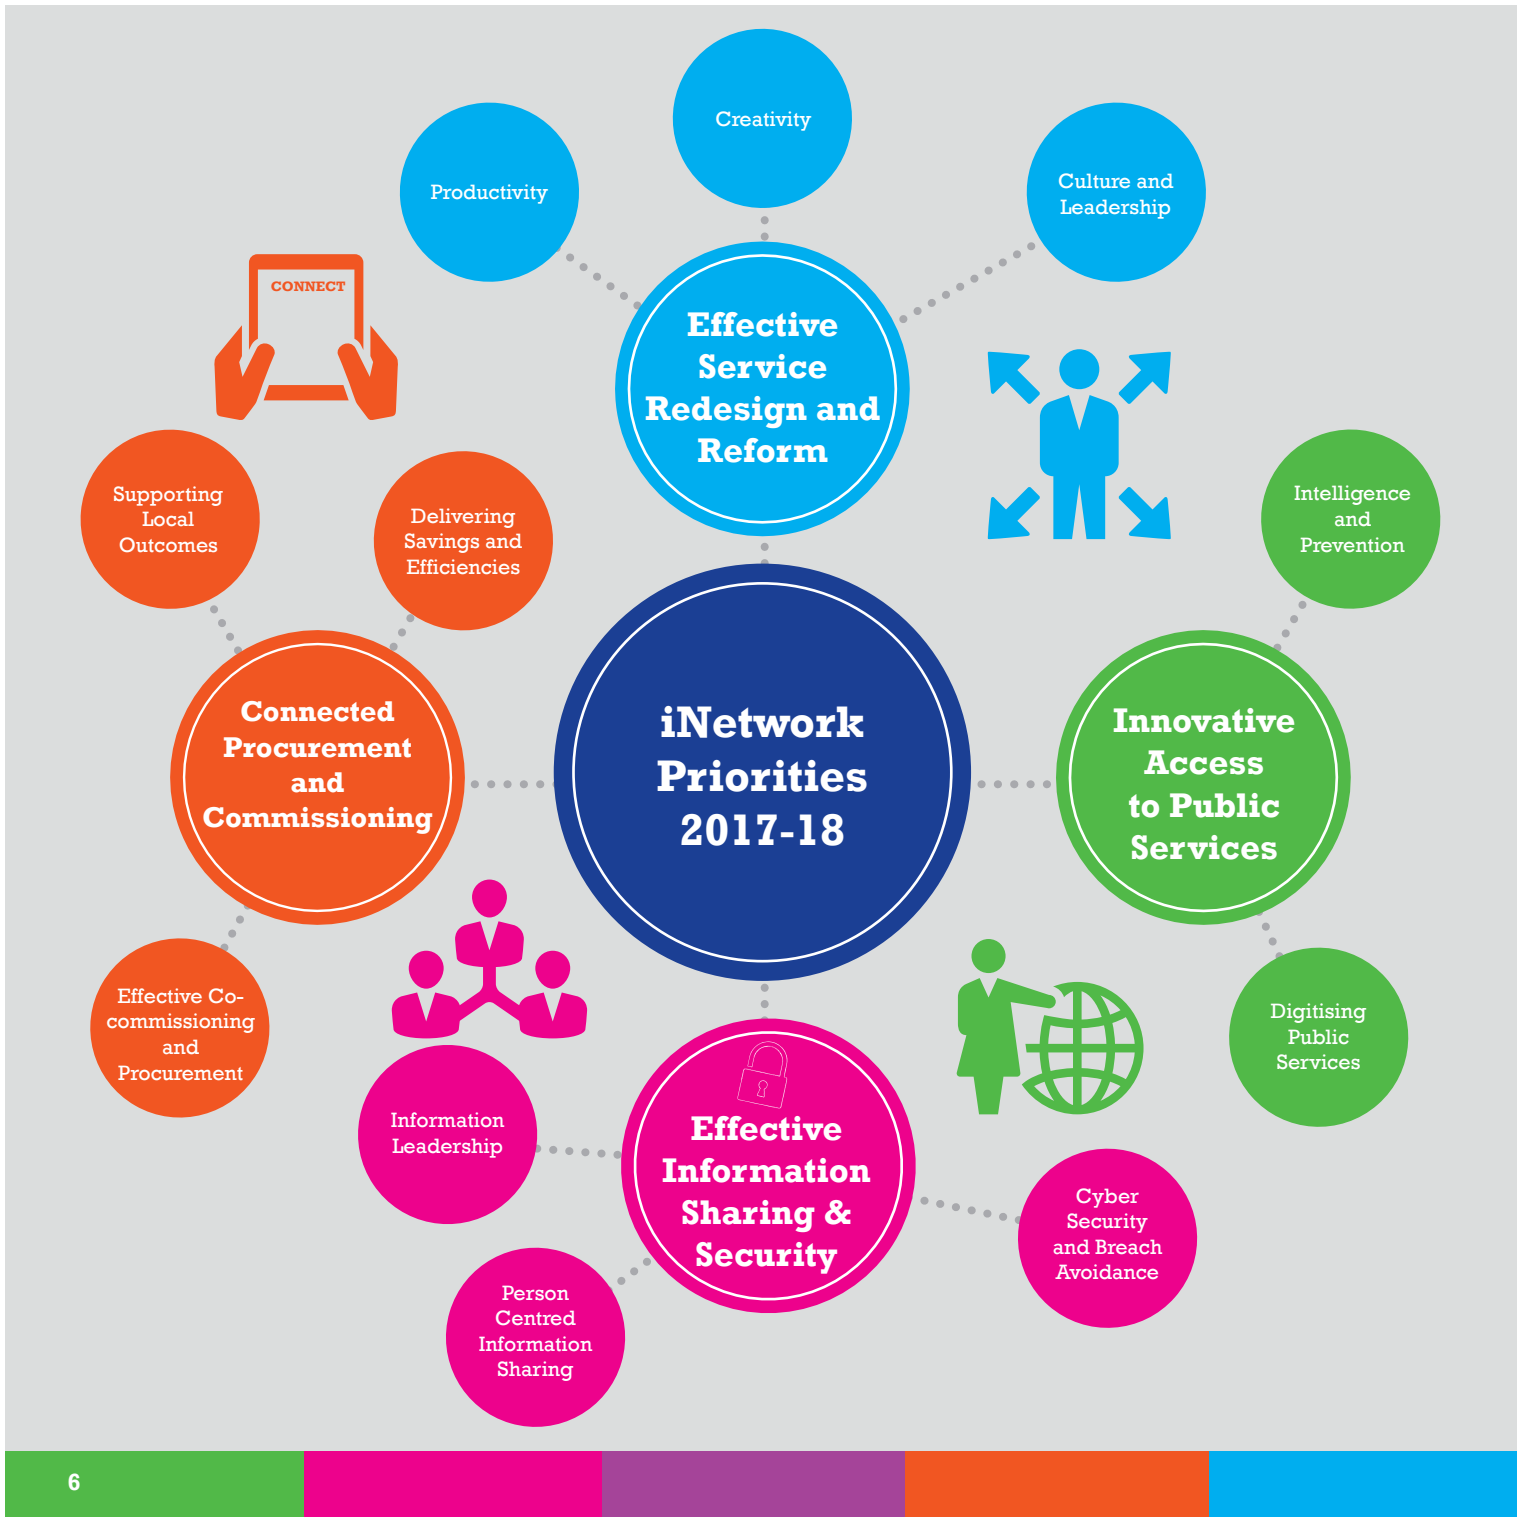 Creativity
Productivity
Culture and
Leadership
CONNECT
Effective
Service
Redesign and
Reform
Supporting
Local
Outcomes
Delivering
Savings and
Efficiencies
Intelligence
and
Prevention
Connected
Procurement
and
Commissioning
iNetwork
Priorities
2017-18
Innovative
Access
to Public
Services
Effective Co-
commissioning
and
Procurement
Digitising
Public
Services
Information
Leadership
Effective
Information
Sharing &
Security
Cyber
Security
and Breach
Avoidance
Person
Centred
Information
Sharing
6